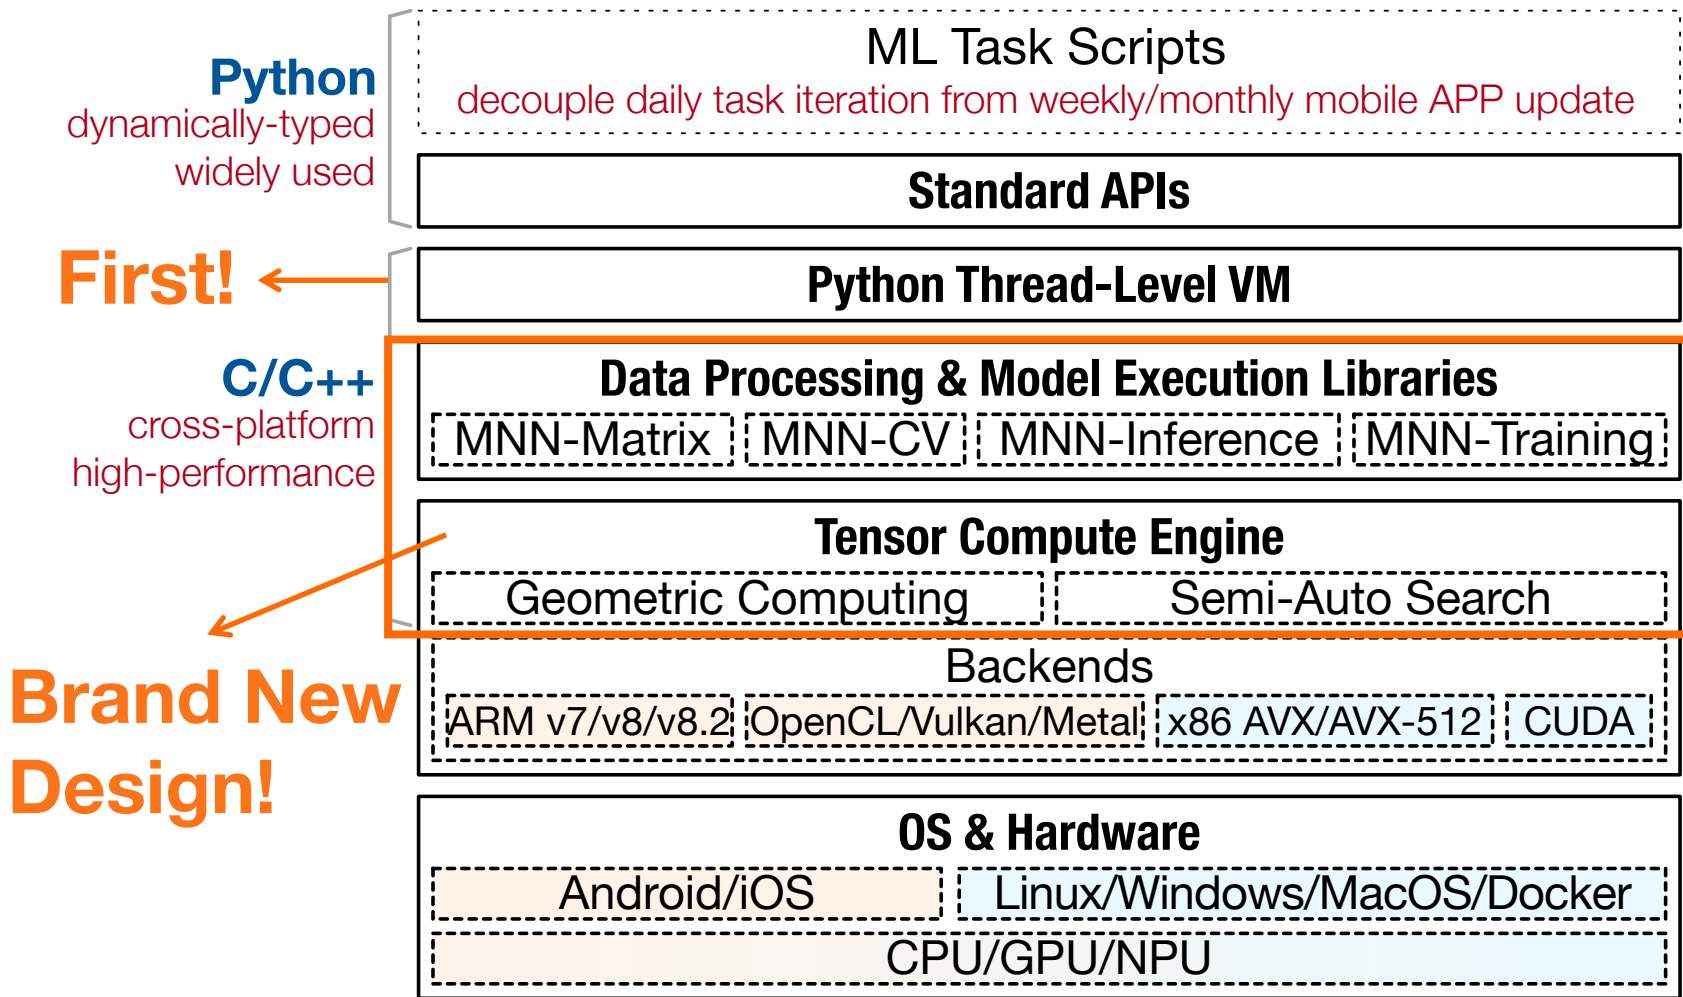 ML Task Scripts
decouple daily task iteration from weekly/monthly mobile APP update
Python
dynamically-typed
widely used
Standard APIs
First!
Python Thread-Level VM
C/C++
cross-platform
high-performance
Data Processing & Model Execution Libraries
MNN-Matrix MNN-CV MNN-Inference MNN-Training
Tensor Compute Engine
Geometric Computing Semi-Auto Search
Brand New
Design!
Backends
ARM v7/v8/v8.2 OpenCL/Vulkan/Metal x86 AVX/AVX-512 CUDA
OS & Hardware
Android/iOS Linux/Windows/MacOS/Docker
CPU/GPU/NPU